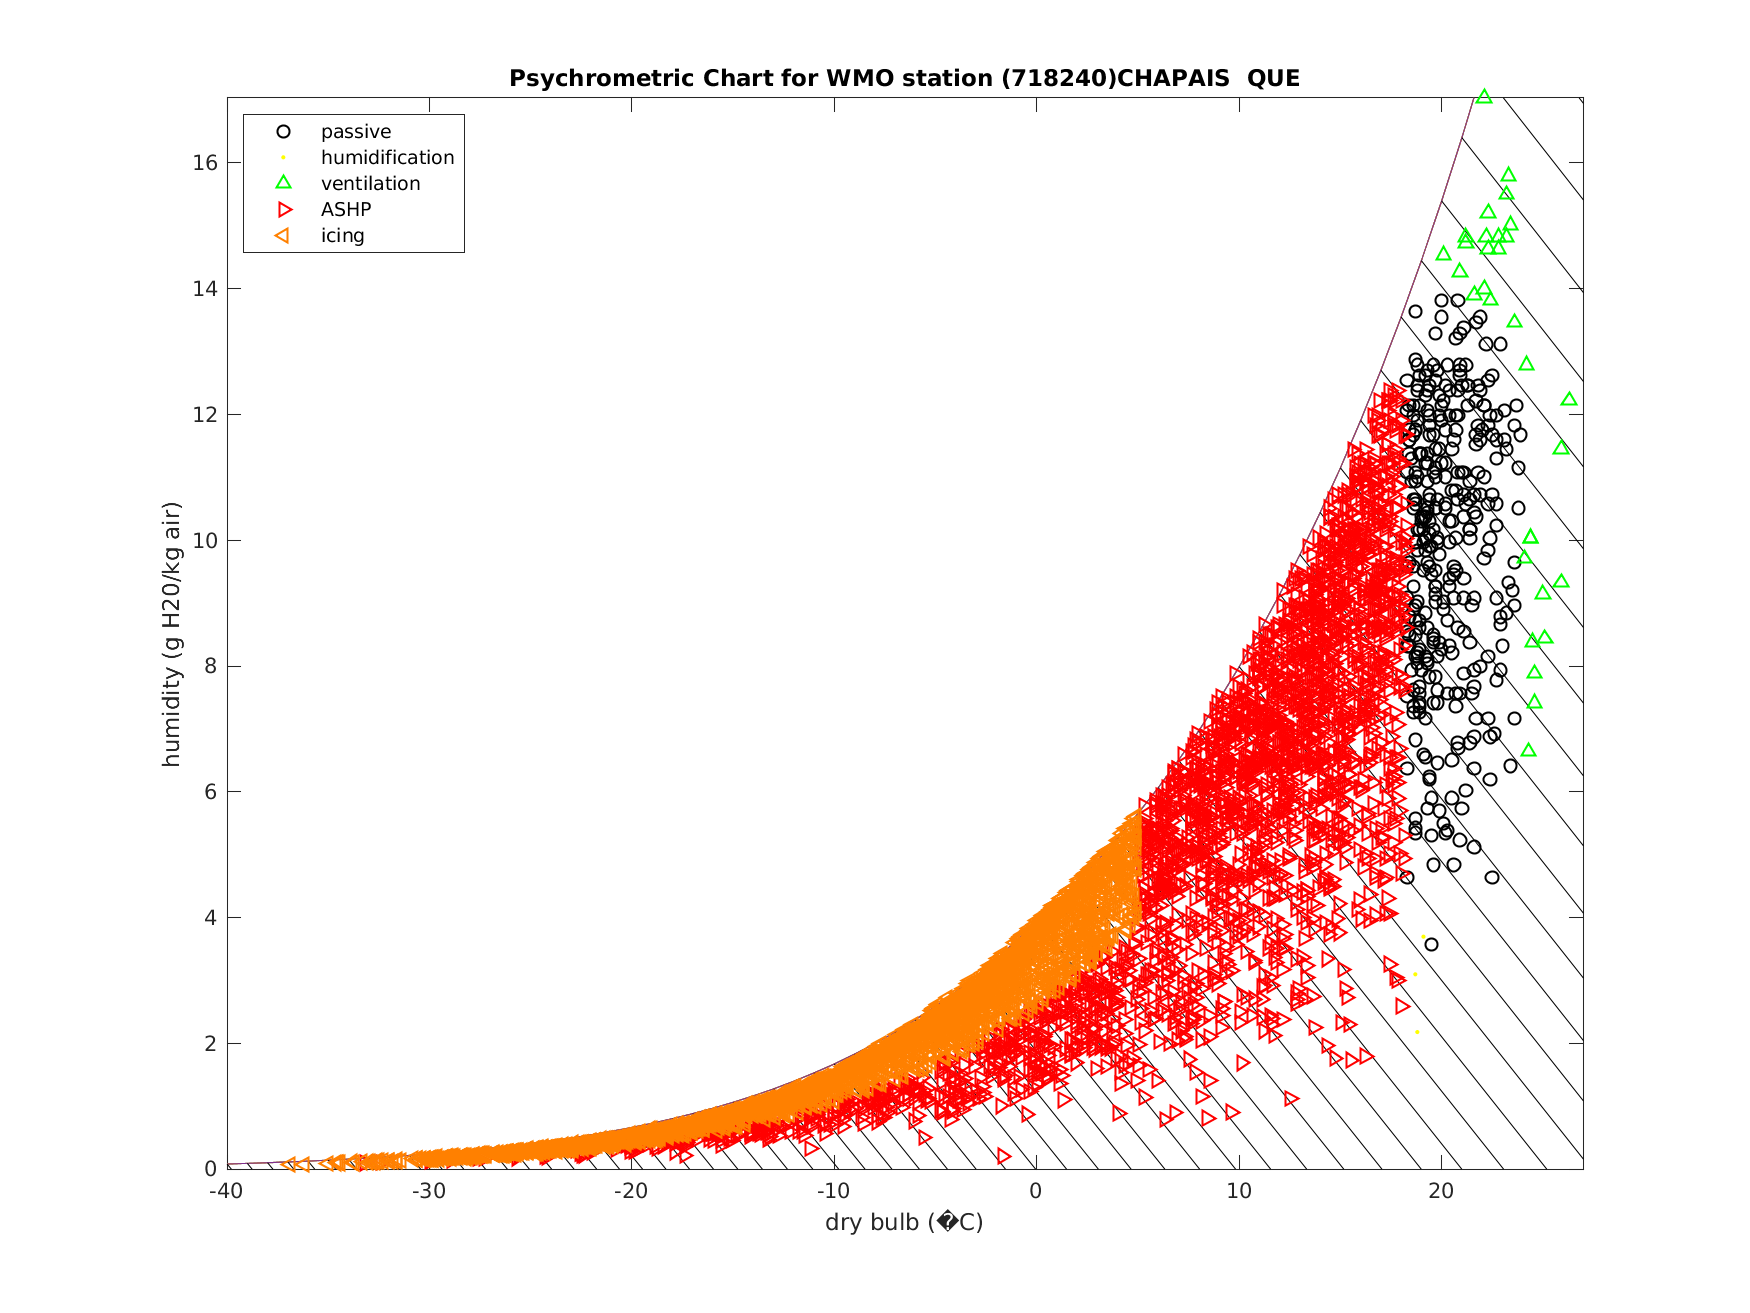 Psychrometric Chart for WMO station (718240)CHAPAIS  QUE
passive
humidification
ventilation
ASHP
icing
16
14
12
10
8
6
4
2
0
humidity (g H20/kg air)
-40 -30 -20 -10 0 10 20
dry bulb (�C)